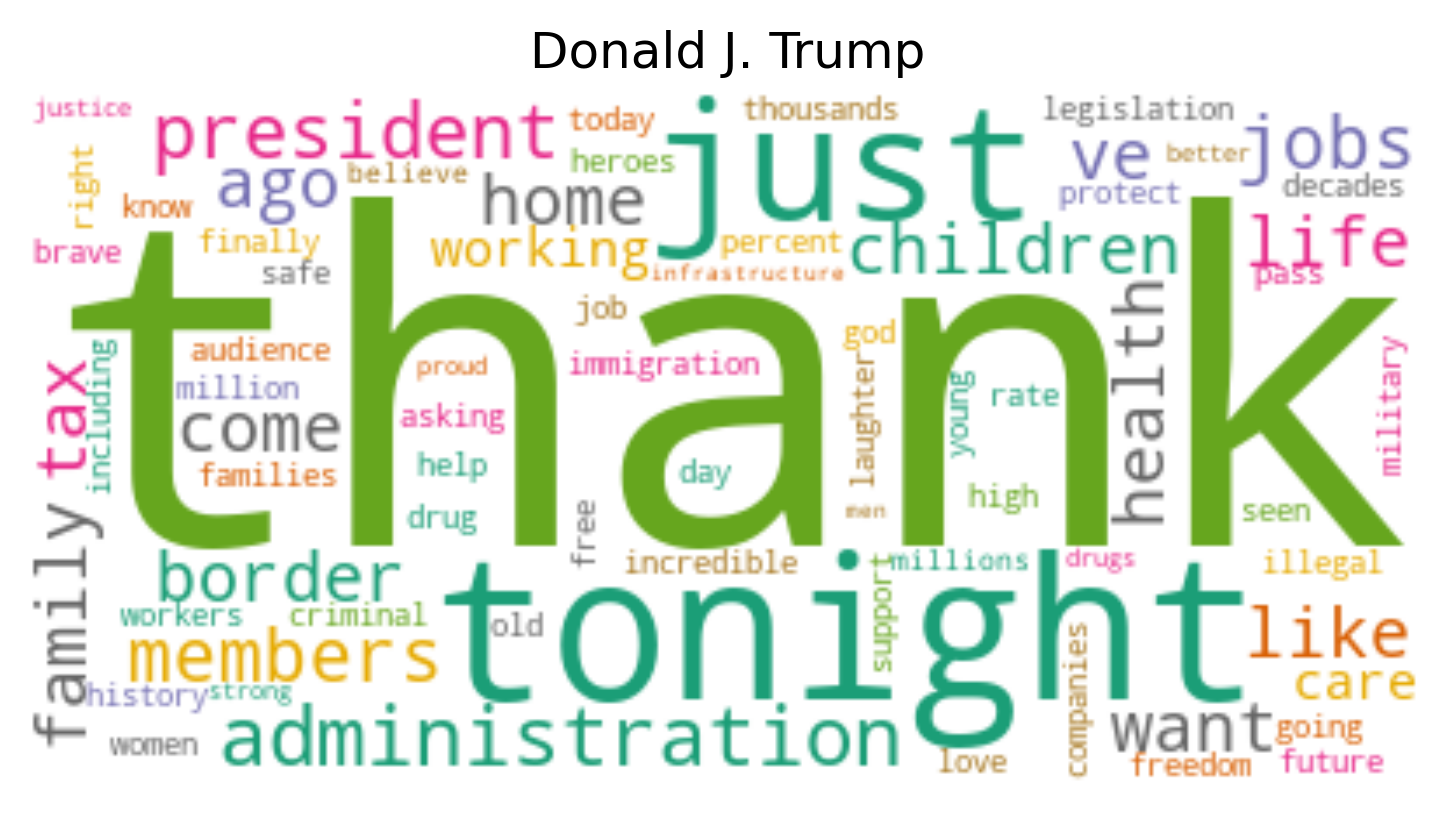 Donald J. Trump
justice
president
today
just
thousands
legislation
jobs
right
know
ago
believe
heroes
home
ve
better
protect
decades
brave
finally
safe
working
infrastructure
percent
children
life
pass
thank
job
god
health
military
tax
including
audience
million
come
families
proud
asking
help
drug
immigration
day
free
laughter
men
young
rate
high
seen
family
border
workers
criminal
members
history
strong
women
administration
tonight
old
incredible
support
millions
drugs
illegal
like
care
companies
want
going
love
freedom
future